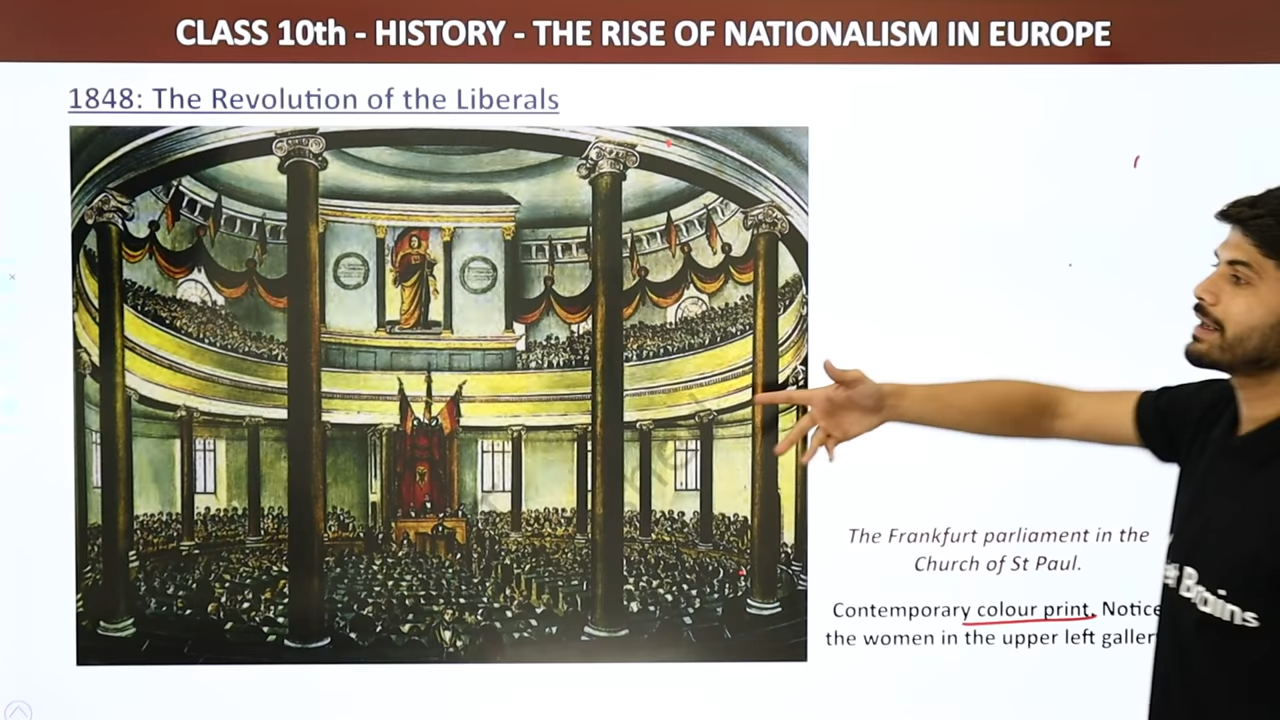 CLASS 10th - HISTORY - THE RISE OF NATIONALISM IN EUROPE
1848: The Revolution of the Liberals
The Frankfurt parliament in the
Church of St Paul.
Contemporary colour print. Notice
the women in the upper left
Brains